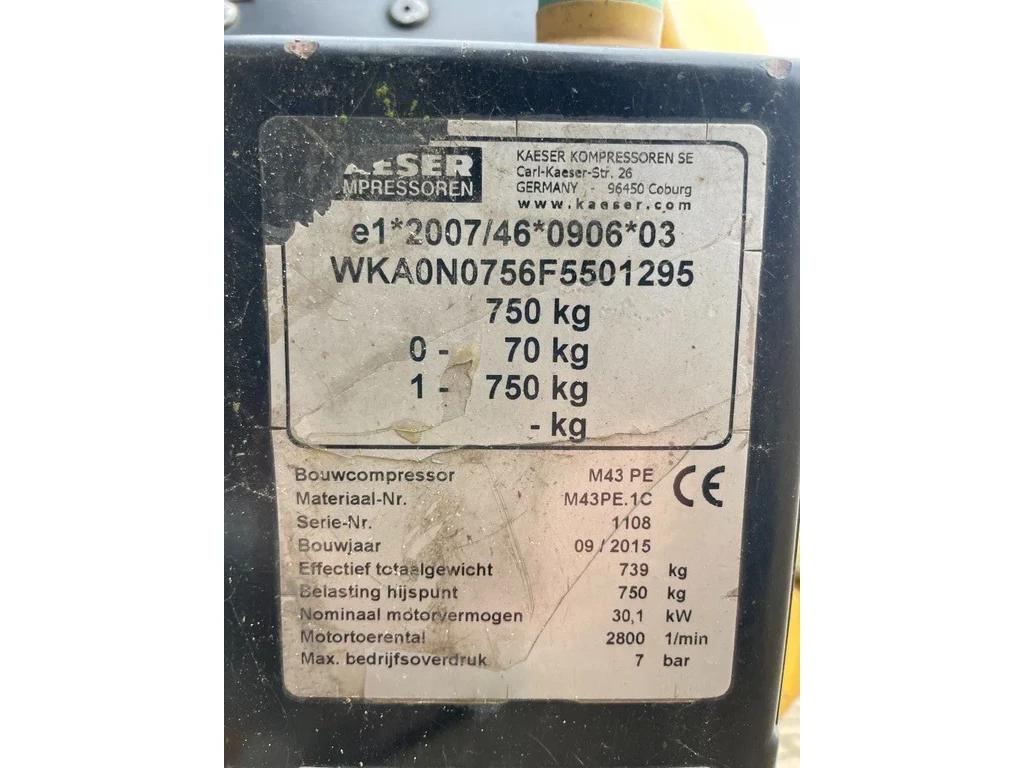 AESER
MPRESSOREN
KAESER KOMPRESSOREN SE
Carl-Kaeser-Str. 26
GERMANY - 96450 Coburg
www.kaeser.com
e1*2007/46*0906*03
WKA0N0756F5501295
750 kg
0 - 70 kg
1 - 750 kg
- kg
Bouwcompressor M43 PE CE
Materiaal-Nr. M43PE.1C
Serie-Nr. 1108
Bouwjaar 09 / 2015
Effectief totaalgewicht 739 kg
Belasting hijspunt 750 kg
Nominaal motorvermogen 30,1 kW
Motortoerental 2800 1/min
Max. bedrijfsoverdruk 7 bar